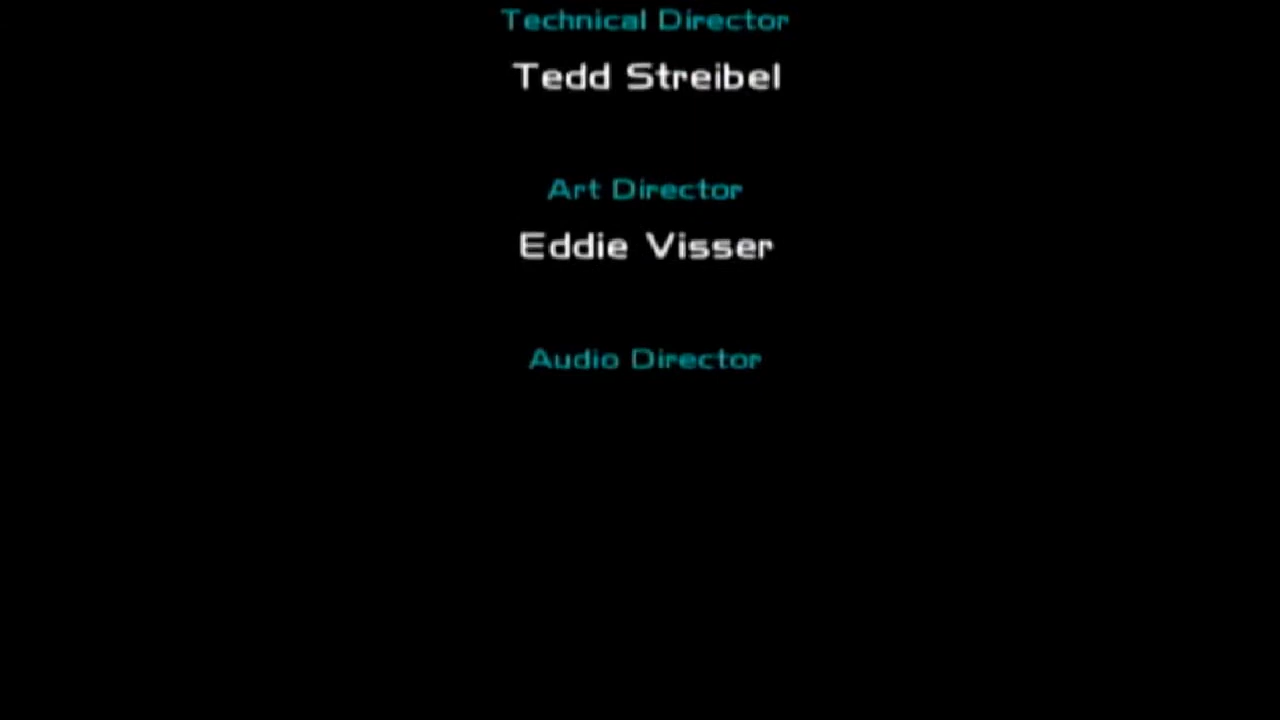 Technical Director
Tedd Streibel
Art Director
Eddie Visser
Audio Director